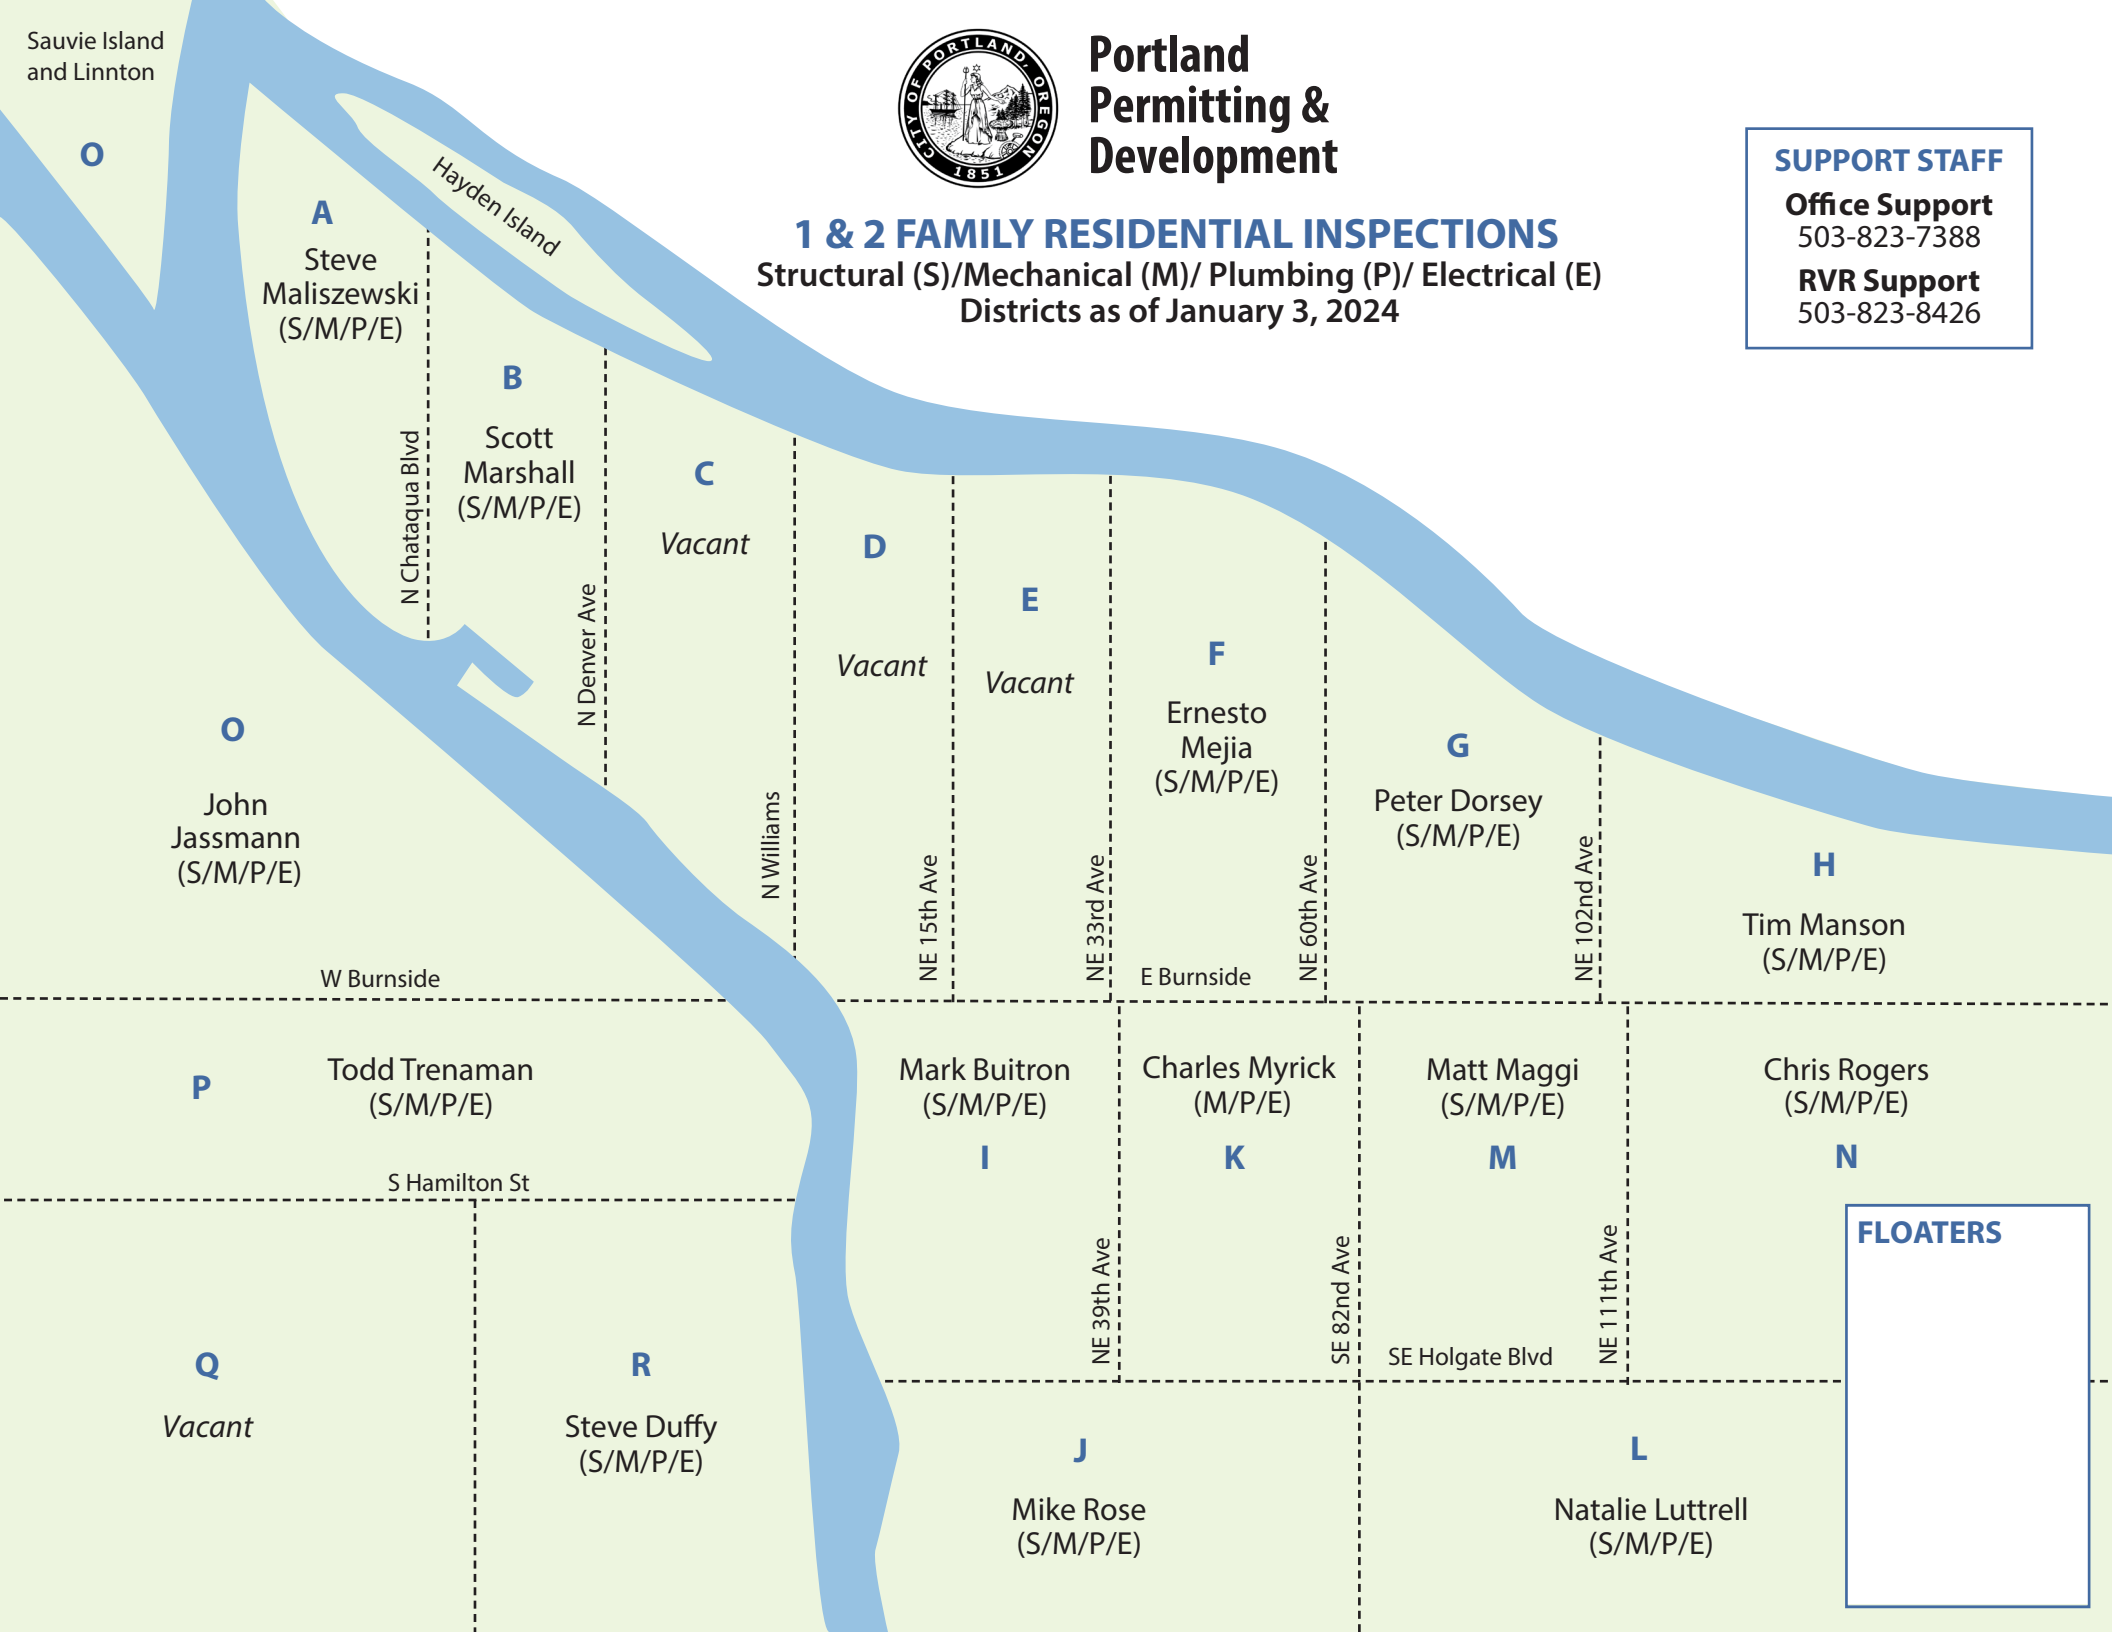 Sauvie Island
and Linnton
O
CITY OF PORTLAND, OREGON
1851
Portland
Permitting &
Development
1 & 2 FAMILY RESIDENTIAL INSPECTIONS
Structural (S)/Mechanical (M)/ Plumbing (P)/ Electrical (E)
Districts as of January 3, 2024
SUPPORT STAFF
Office Support
503-823-7388
RVR Support
503-823-8426
Hayden Island
A
Steve
Maliszewski
(S/M/P/E)
N Chataqua Blvd
B
Scott
Marshall
(S/M/P/E)
N Denver Ave
C
Vacant
N Williams
D
Vacant
NE 15th Ave
E
Vacant
NE 33rd Ave
F
Ernesto
Mejia
(S/M/P/E)
NE 60th Ave
G
Peter Dorsey
(S/M/P/E)
NE 102nd Ave
H
Tim Manson
(S/M/P/E)
O
John
Jassmann
(S/M/P/E)
W Burnside
E Burnside
P
Todd Trenaman
(S/M/P/E)
S Hamilton St
Mark Buitron
(S/M/P/E)
I
NE 39th Ave
Charles Myrick
(M/P/E)
K
SE 82nd Ave
Matt Maggi
(S/M/P/E)
M
NE 111th Ave
SE Holgate Blvd
Chris Rogers
(S/M/P/E)
N
FLOATERS
Q
Vacant
R
Steve Duffy
(S/M/P/E)
J
Mike Rose
(S/M/P/E)
L
Natalie Luttrell
(S/M/P/E)